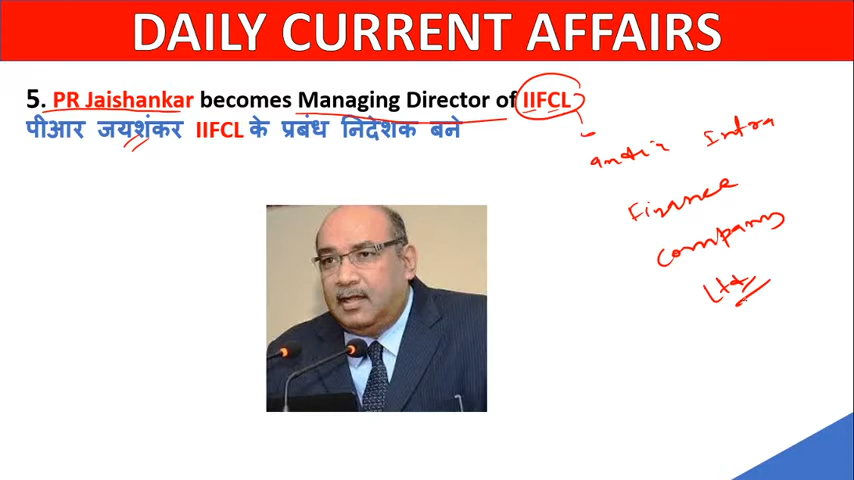 DAILY CURRENT AFFAIRS
5. PR Jaishankar becomes Managing Director of IIFCL
पीआर जयशंकर IIFCL के प्रबंध निदेशक बने
Infra
Finance
Company
Ltd